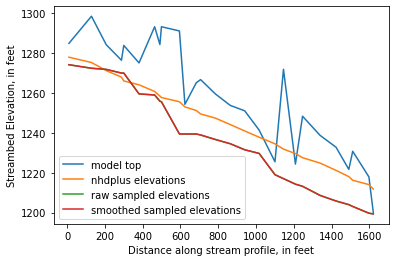 1300
1280
1260
1240
1220
1200
Streambed Elevation, in feet
model top
nhdplus elevations
raw sampled elevations
smoothed sampled elevations
0 200 400 600 800 1000 1200 1400 1600
Distance along stream profile, in feet